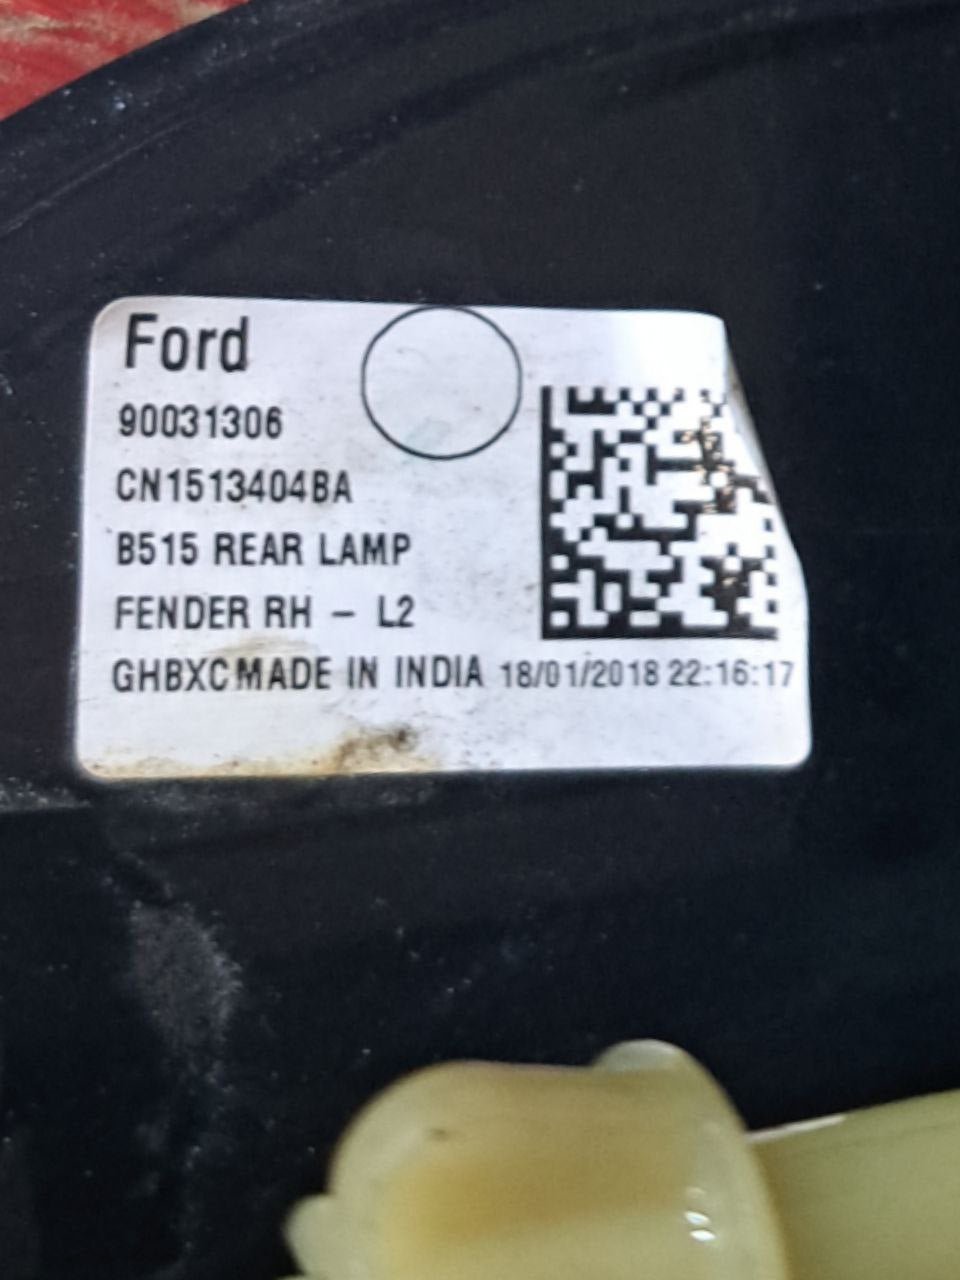 Ford
90031306
CN1513404BA
B515 REAR LAMP
FENDER RH - L2
GHBXCMADE IN INDIA 18/01/2018 22:16:17